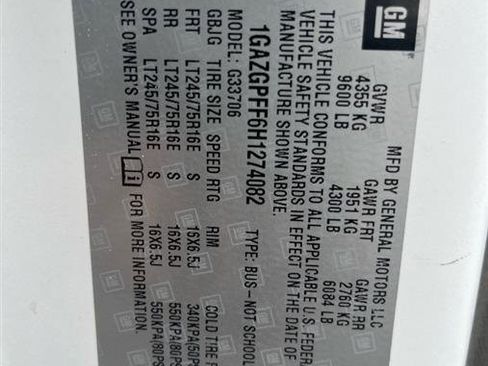 GM
MFD BY GENERAL MOTORS LLC
GVWR GAWR FRT GAWR RR
4355 KG 1951 KG 2760 KG
9600 LB 4300 LB 6084 LB
THIS VEHICLE CONFORMS TO ALL APPLICABLE U.S. FEDER
VEHICLE SAFETY STANDARDS IN EFFECT ON THE DATE OF
MANUFACTURE SHOWN ABOVE.
1GAZGPFF6H1274082 TYPE: BUS-NOT SCHOOL
MODEL: G33706
GBJG TIRE SIZE SPEED RTG RIM COLD TIRE P
FRT LT245/75R16E S 16X6.5J 340KPA(50PS
RR LT245/75R16E S 16X6.5J 550KPA(80PS
SPA LT245/75R16E S 16X6.5J 550KPA(80PS
SEE OWNER'S MANUAL i FOR MORE INFORMATION.